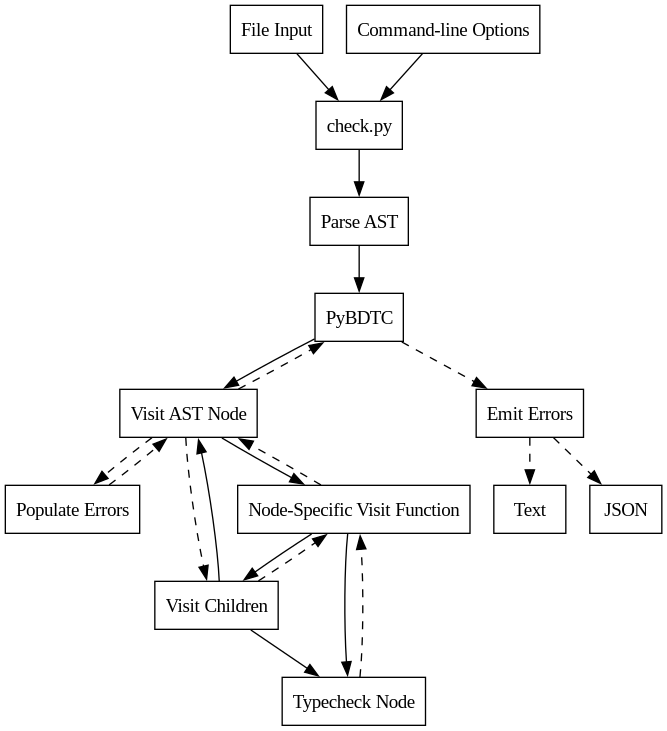 File Input
Command-line Options
check.py
Parse AST
PyBDTC
Visit AST Node
Emit Errors
Populate Errors
Node-Specific Visit Function
Text
JSON
Visit Children
Typecheck Node